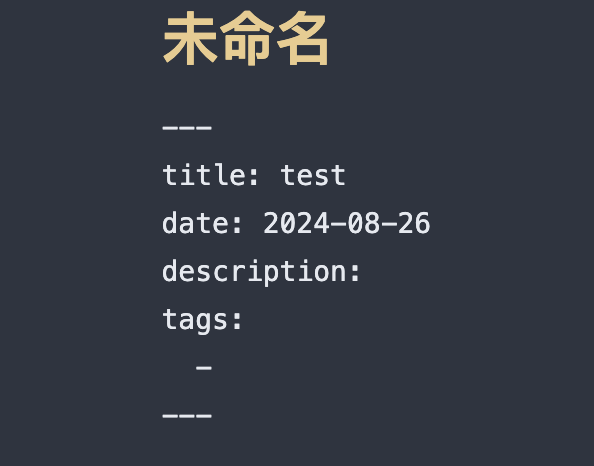 未命名
---
title: test
date: 2024-08-26
description:
tags:
  -
---